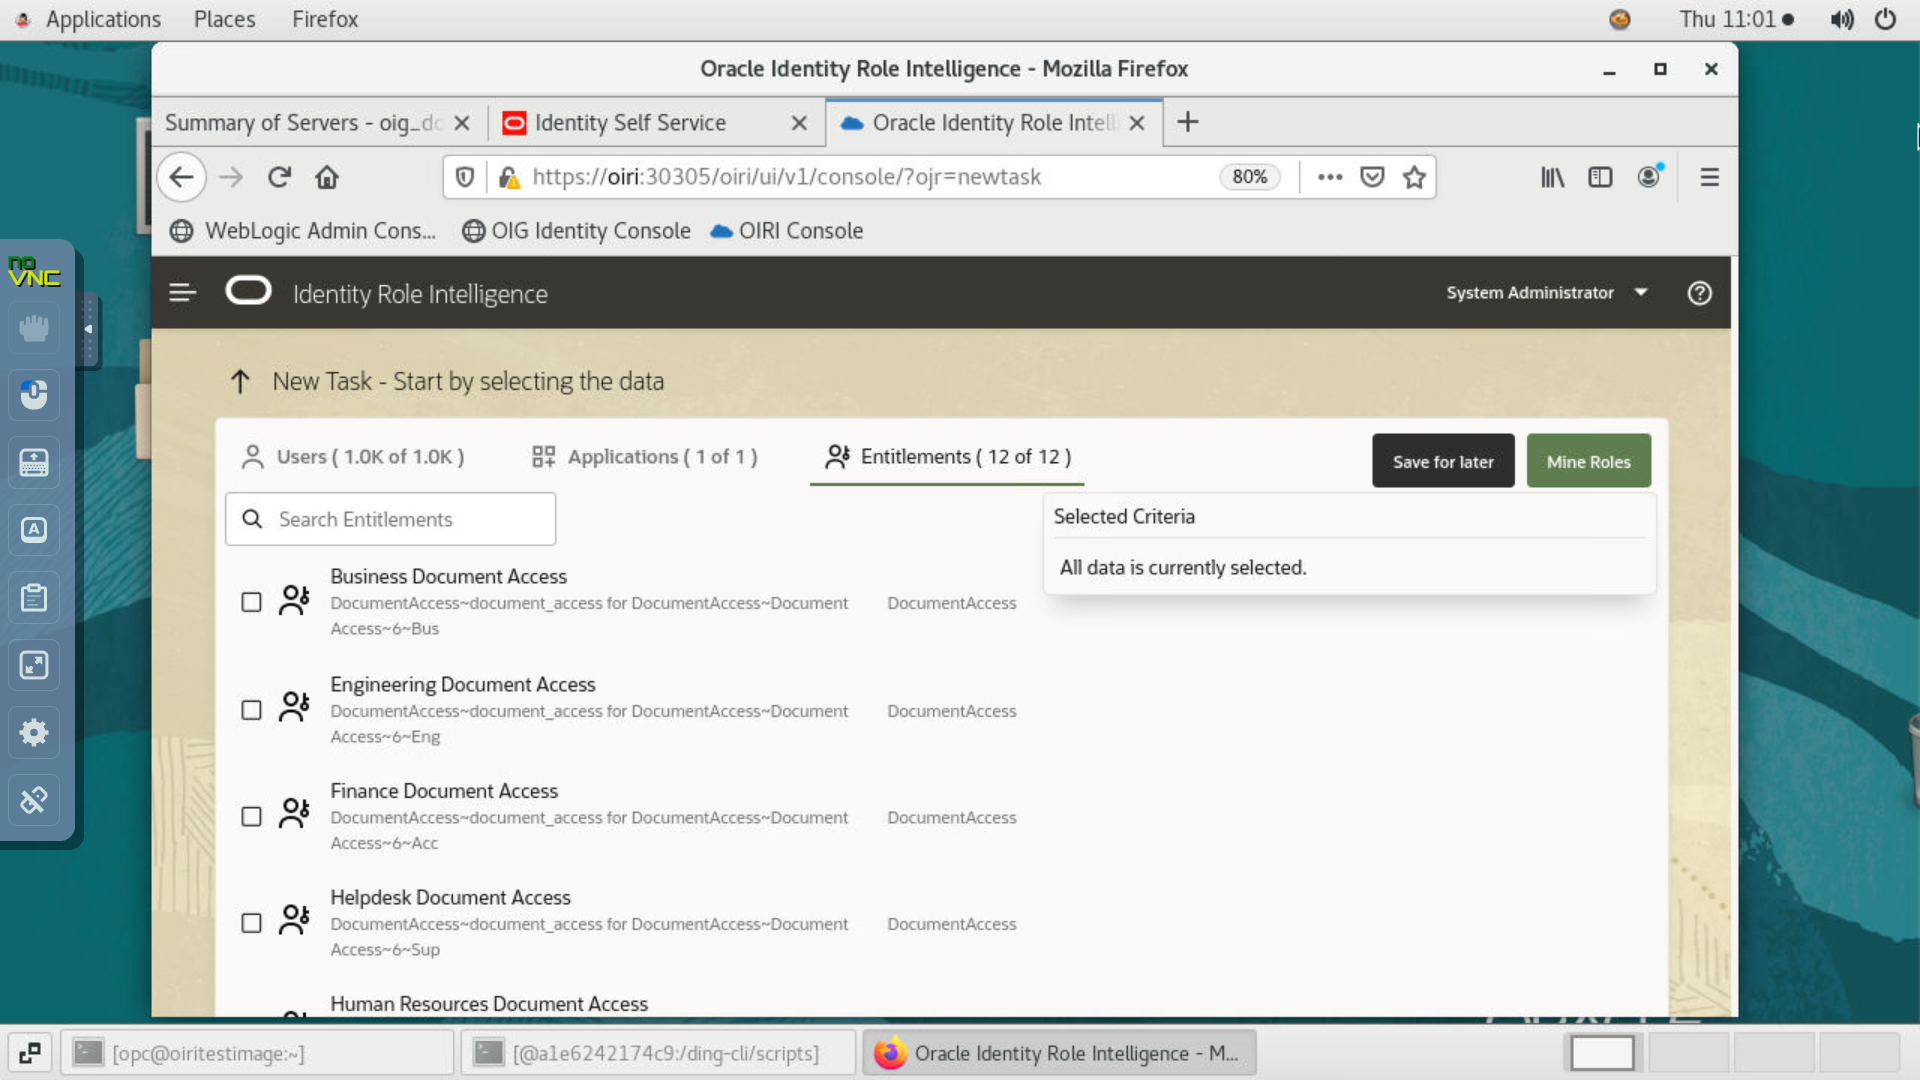 Applications Places Firefox Thu 11:01
Oracle Identity Role Intelligence - Mozilla Firefox
Summary of Servers - oig_do Identity Self Service Oracle Identity Role Intelli
https://oiri:30305/oiri/ui/v1/console/?ojr=newtask 80%
WebLogic Admin Cons... OIG Identity Console OIRI Console
no
VNC
Identity Role Intelligence System Administrator
New Task - Start by selecting the data
Users ( 1.0K of 1.0K ) Applications ( 1 of 1 ) Entitlements ( 12 of 12 ) Save for later Mine Roles
Search Entitlements
Selected Criteria
All data is currently selected.
Business Document Access
DocumentAccess~document_access for DocumentAccess~Document DocumentAccess
Access~6~Bus
Engineering Document Access
DocumentAccess~document_access for DocumentAccess~Document DocumentAccess
Access~6~Eng
Finance Document Access
DocumentAccess~document_access for DocumentAccess~Document DocumentAccess
Access~6~Acc
Helpdesk Document Access
DocumentAccess~document_access for DocumentAccess~Document DocumentAccess
Access~6~Sup
Human Resources Document Access
[opc@oiritestimage:~] [@a1e6242174c9:/ding-cli/scripts] Oracle Identity Role Intelligence - M...